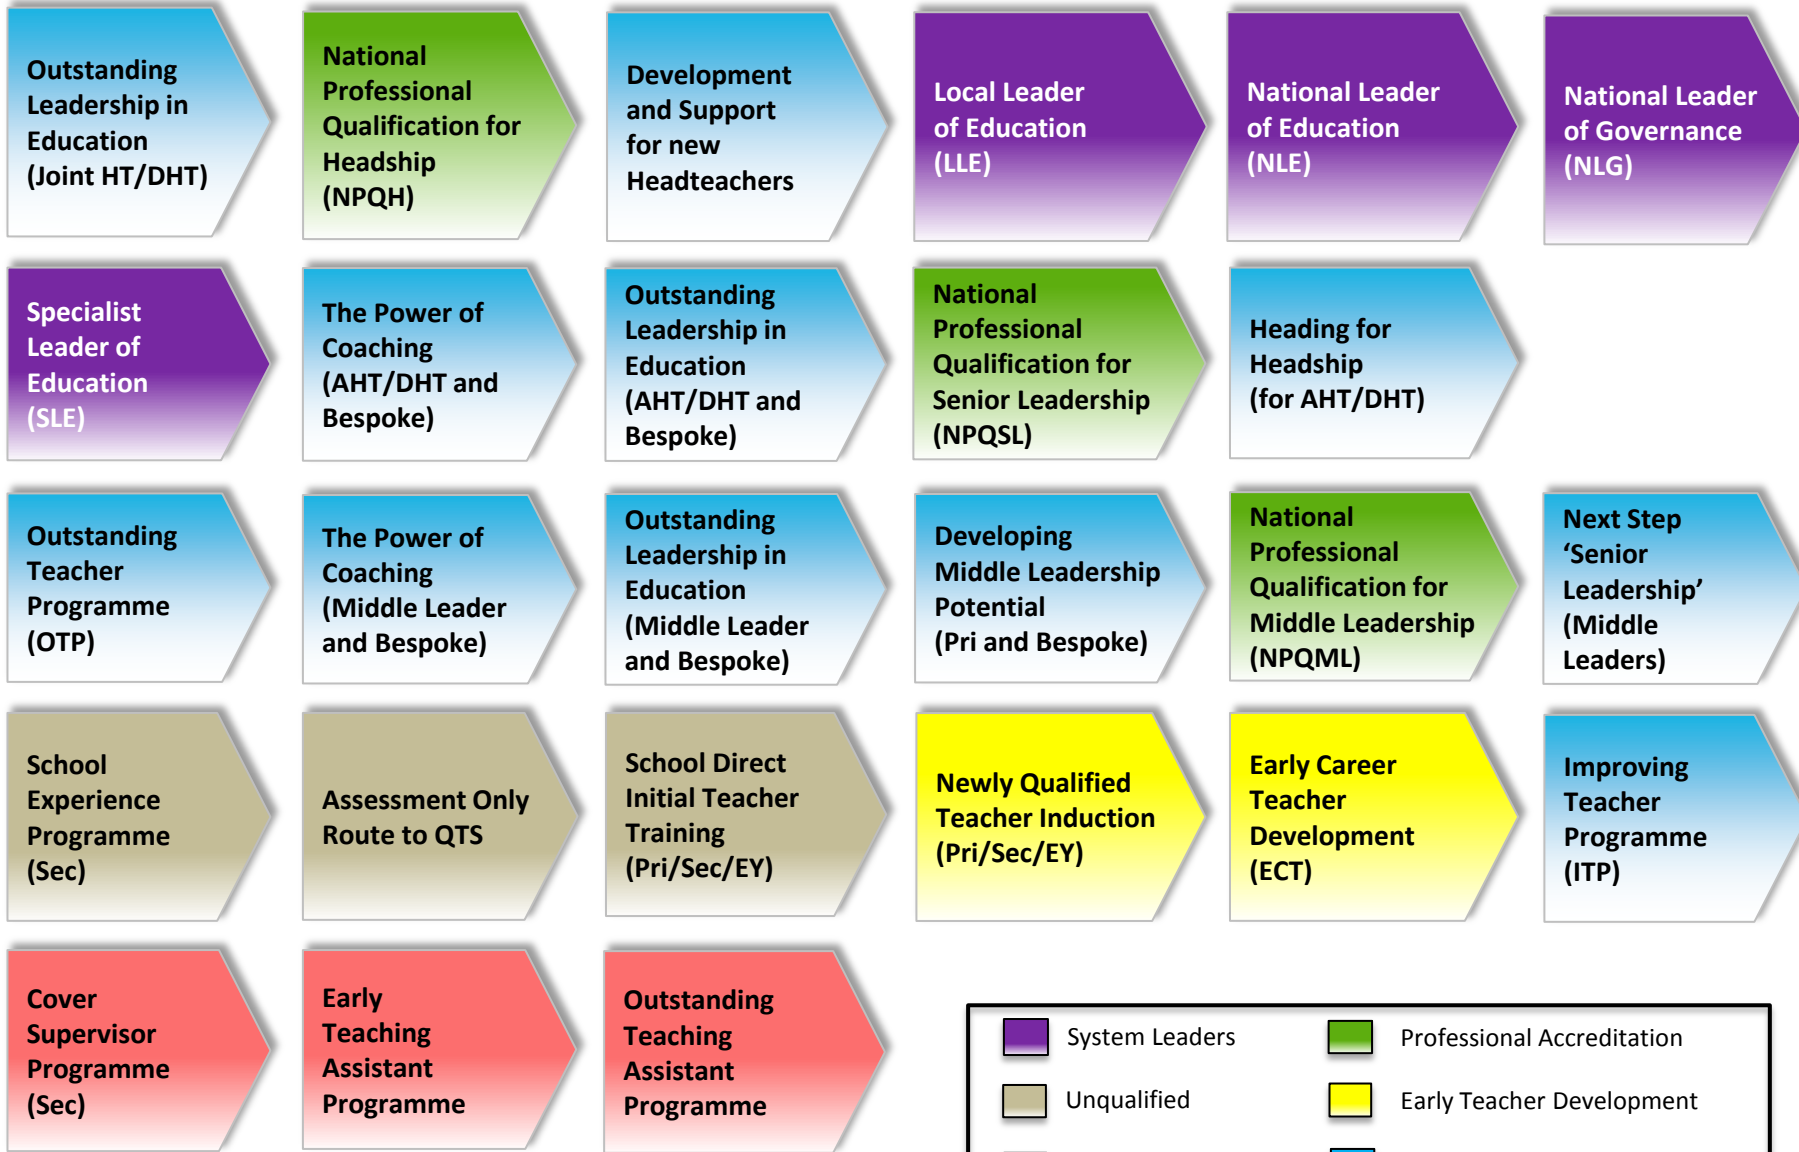 Outstanding
Leadership in
Education
(Joint HT/DHT)
National
Professional
Qualification for
Headship
(NPQH)
Development
and Support
for new
Headteachers
Local Leader
of Education
(LLE)
National Leader
of Education
(NLE)
National Leader
of Governance
(NLG)
Specialist
Leader of
Education
(SLE)
The Power of
Coaching
(AHT/DHT and
Bespoke)
Outstanding
Leadership in
Education
(AHT/DHT and
Bespoke)
National
Professional
Qualification for
Senior Leadership
(NPQSL)
Heading for
Headship
(for AHT/DHT)
Outstanding
Teacher
Programme
(OTP)
The Power of
Coaching
(Middle Leader
and Bespoke)
Outstanding
Leadership in
Education
(Middle Leader
and Bespoke)
Developing
Middle Leadership
Potential
(Pri and Bespoke)
National
Professional
Qualification for
Middle Leadership
(NPQML)
Next Step
‘Senior
Leadership’
(Middle
Leaders)
School
Experience
Programme
(Sec)
Assessment Only
Route to QTS
School Direct
Initial Teacher
Training
(Pri/Sec/EY)
Newly Qualified
Teacher Induction
(Pri/Sec/EY)
Early Career
Teacher
Development
(ECT)
Improving
Teacher
Programme
(ITP)
Cover
Supervisor
Programme
(Sec)
Early
Teaching
Assistant
Programme
Outstanding
Teaching
Assistant
Programme
System Leaders
Professional Accreditation
Unqualified
Early Teacher Development